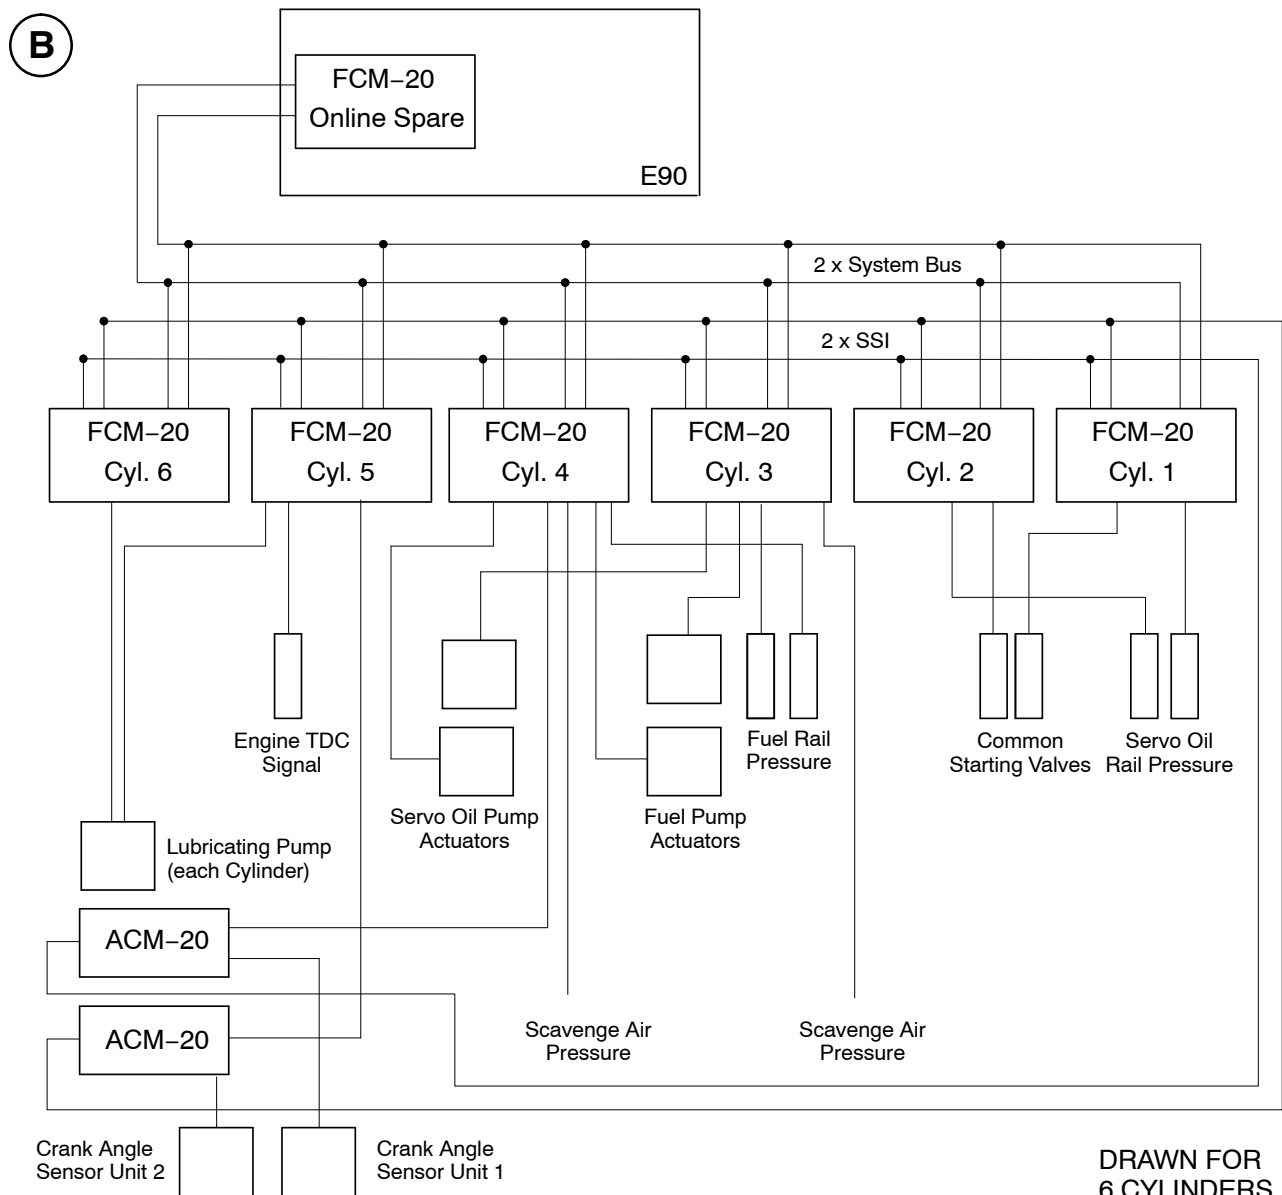 B
FCM−20
Online Spare
E90
2 x System Bus
2 x SSI
FCM−20
Cyl. 6
FCM−20
Cyl. 5
FCM−20
Cyl. 4
FCM−20
Cyl. 3
FCM−20
Cyl. 2
FCM−20
Cyl. 1
Engine TDC
Signal
Servo Oil Pump
Actuators
Fuel Pump
Actuators
Fuel Rail
Pressure
Common
Starting Valves
Servo Oil
Rail Pressure
Lubricating Pump
(each Cylinder)
ACM−20
ACM−20
Scavenge Air
Pressure
Scavenge Air
Pressure
Crank Angle
Sensor Unit 2
Crank Angle
Sensor Unit 1
DRAWN FOR
6 CYLINDERS